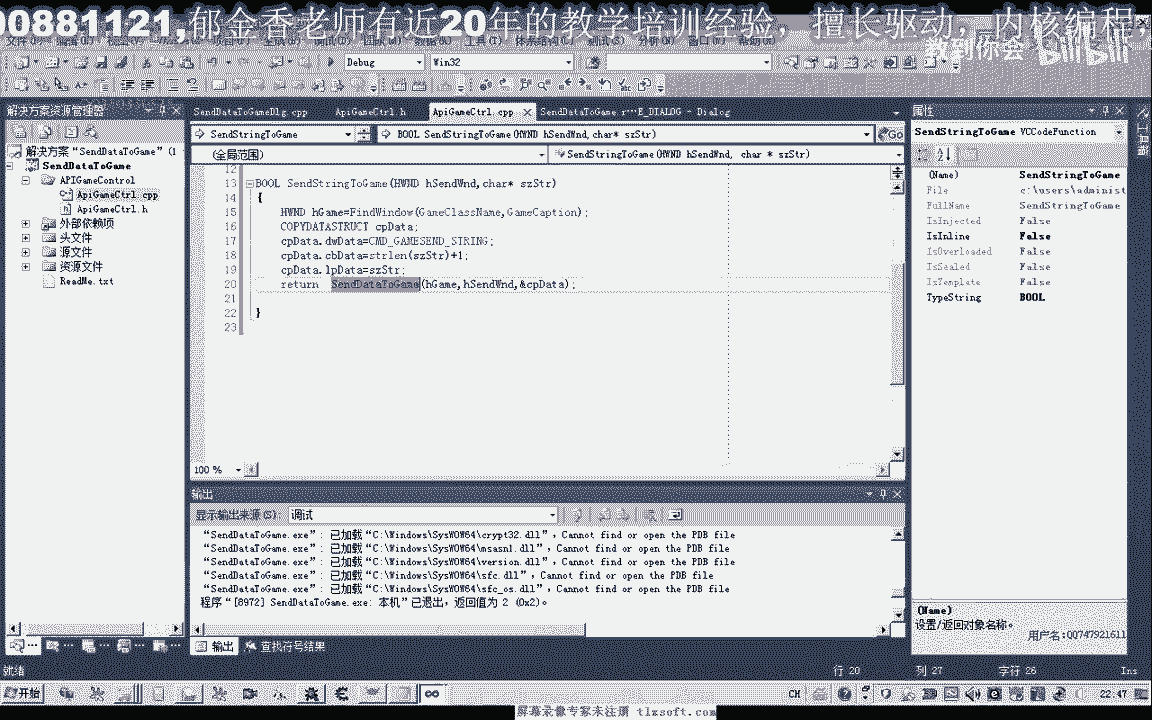 00881121,郁金香老师有近20年的教学培训经验，擅长驱动，内核编程，
教到你会 bilibili
Debug Win32
解决方案资源管理器
SendDataToGameDlg.cpp ApiGameCtrl.h ApiGameCtrl.cpp SendDataToGame.r···E_DIALOG - Dialog
属性
SendStringToGame BOOL SendStringToGame(HWND hSendWnd,char* szStr) Go
SendStringToGame VCCodeFunction
(全局范围) SendStringToGame(HWND hSendWnd, char * szStr)
解决方案“SendDataToGame”(1
SendDataToGame
APIGameControl
ApiGameCtrl.cpp
ApiGameCtrl.h
外部依赖项
头文件
源文件
资源文件
ReadMe.txt
12
13 BOOL SendStringToGame(HWND hSendWnd,char* szStr)
14 {
15 HWND hGame=FindWindow(GameClassName,GameCaption);
16 COPYDATASTRUCT cpData;
17 cpData.dwData=CMD_GAMESEND_STRING;
18 cpData.cbData=strlen(szStr)+1;
19 cpData.lpData=szStr;
20 return SendDataToGame(hGame,hSendWnd,&cpData);
21
22 }
23
100 %
(Name) SendStringToGame
File c:\users\administ
FullName SendStringToGame
IsInjected False
IsInline False
IsOverloaded False
IsSealed False
IsTemplate False
TypeString BOOL
输出
显示输出来源(S): 调试
“SendDataToGame.exe”: 已加载“C:\Windows\SysWOW64\crypt32.dll”，Cannot find or open the PDB file
“SendDataToGame.exe”: 已加载“C:\Windows\SysWOW64\msasn1.dll”，Cannot find or open the PDB file
“SendDataToGame.exe”: 已加载“C:\Windows\SysWOW64\version.dll”，Cannot find or open the PDB file
“SendDataToGame.exe”: 已加载“C:\Windows\SysWOW64\sfc.dll”，Cannot find or open the PDB file
“SendDataToGame.exe”: 已加载“C:\Windows\SysWOW64\sfc_os.dll”，Cannot find or open the PDB file
程序“[8972] SendDataToGame.exe: 本机”已退出，返回值为 2 (0x2)。
(Name)
设置/返回对象名称。
用户名:00747921611
输出 查找符号结果
就绪 行 20 列 27 字符 26 Ins
开始 CH 22:47
屏幕录像专家未注册 tlxsoft.com